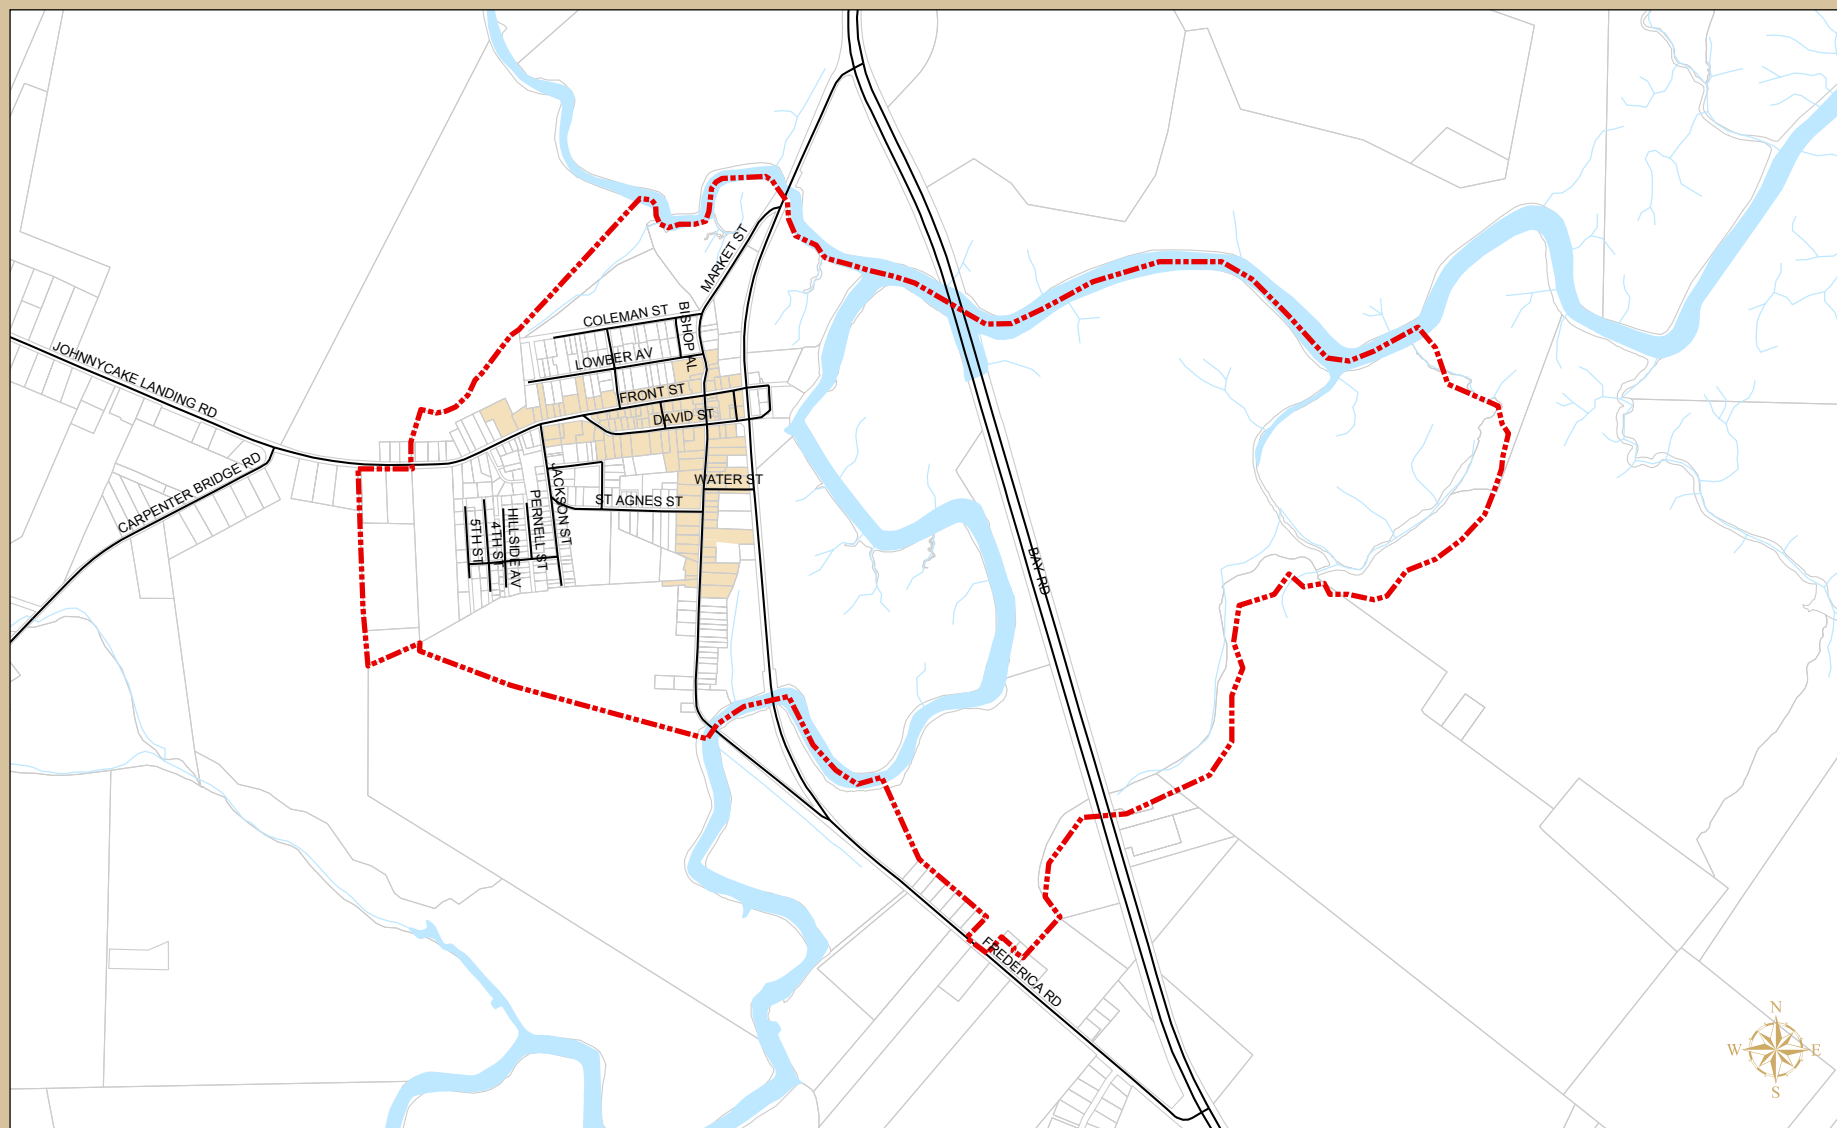 MARKET ST
COLEMAN ST
BISHOP AL
LOWBER AV
JOHNNYCAKE LANDING RD
FRONT ST
DAVID ST
CARPENTER BRIDGE RD
WATER ST
ST AGNES ST
JACKSON ST
PERNELL ST
HILLSIDE AV
4TH ST
5TH ST
BAY RD
FREDERICA RD
N
W
E
S